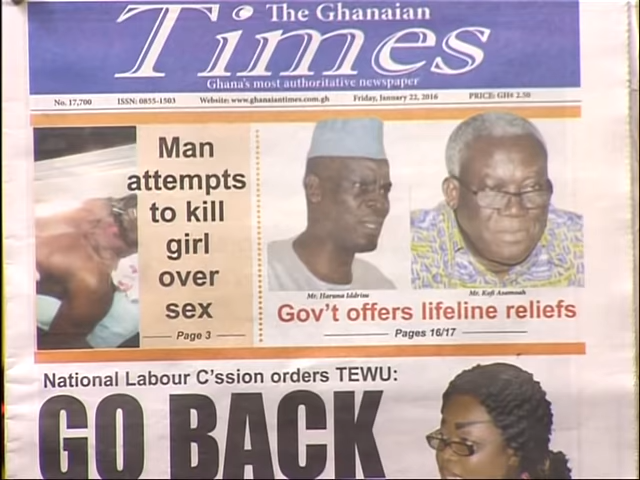 The Ghanaian
Times
Ghana's most authoritative newspaper
No. 17,700 ISSN: 0855-1503 Website: www.ghanaiantimes.com.gh Friday, January 22, 2016 PRICE: GH¢ 2.50
Man
attempts
to kill
girl
over
sex
Page 3
Mr. Haruna Iddrisu
Mr. Kofi Asamoah
Gov't offers lifeline reliefs
Pages 16/17
National Labour C'ssion orders TEWU:
GO BACK